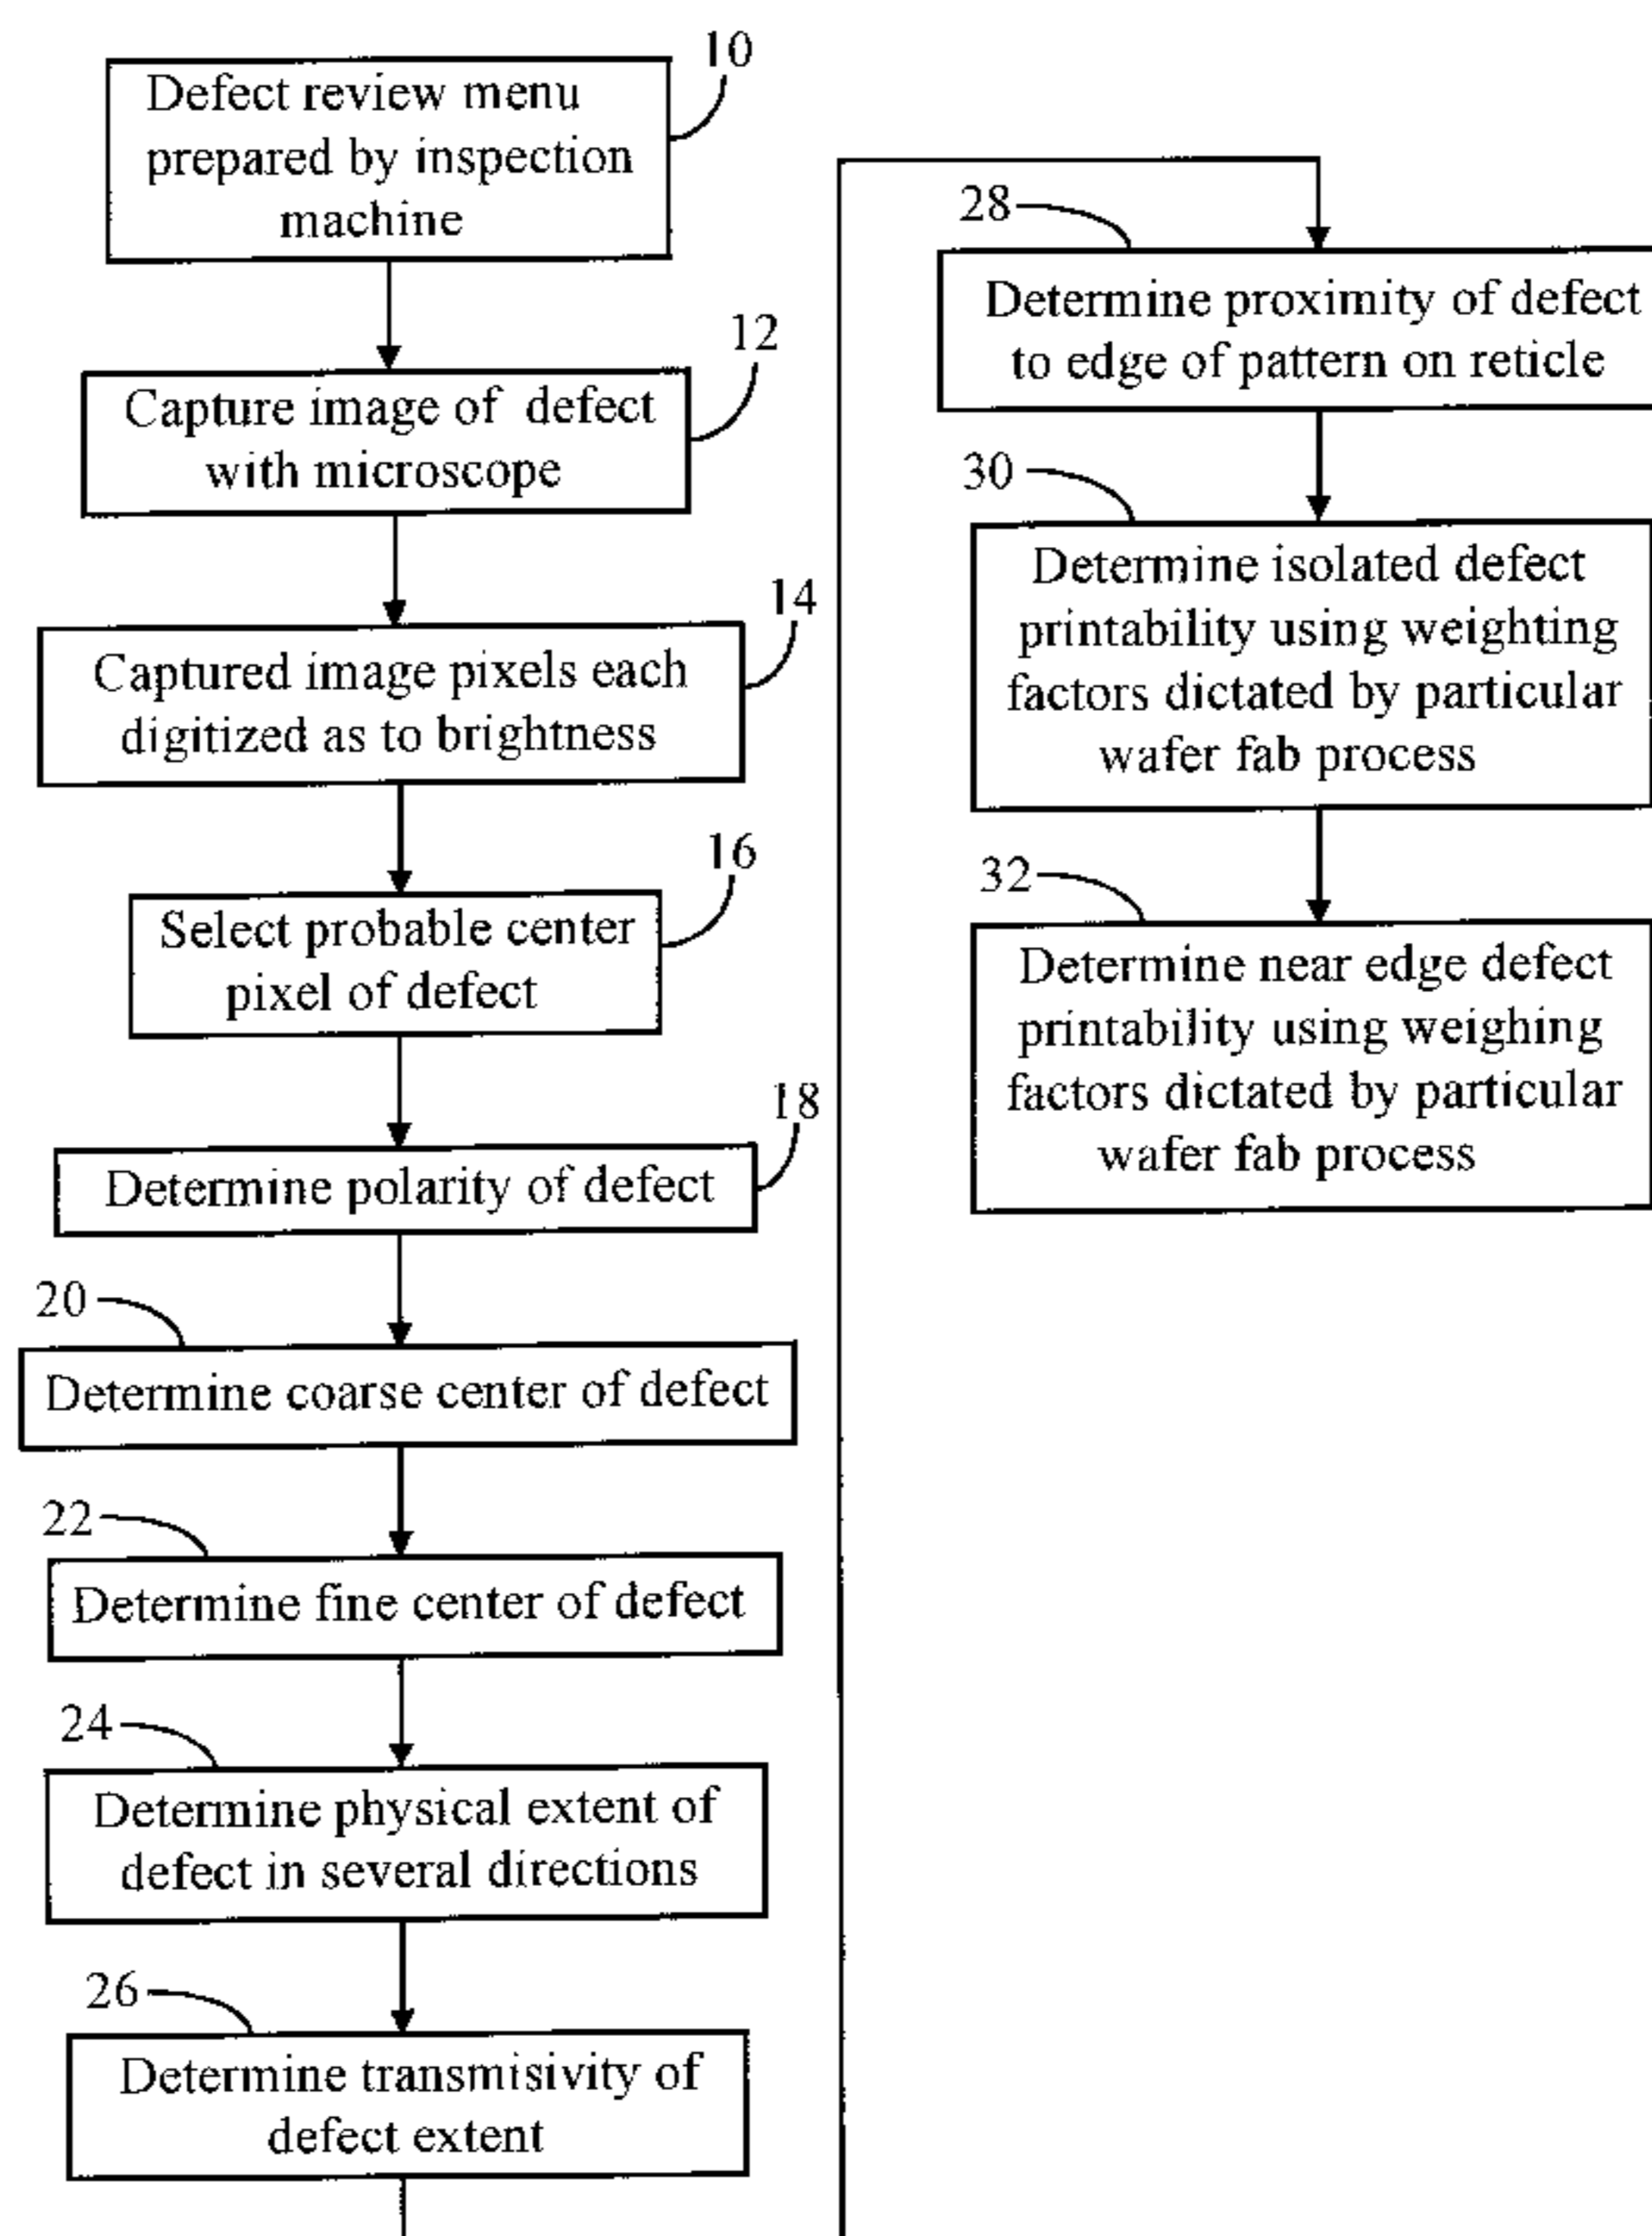 10
Defect review menu
prepared by inspection
machine
12
Capture image of defect
with microscope
14
Captured image pixels each
digitized as to brightness
16
Select probable center
pixel of defect
18
Determine polarity of defect
20
Determine coarse center of defect
22
Determine fine center of defect
24
Determine physical extent of
defect in several directions
26
Determine transmisivity of
defect extent
28
Determine proximity of defect
to edge of pattern on reticle
30
Determine isolated defect
printability using weighting
factors dictated by particular
wafer fab process
32
Determine near edge defect
printability using weighing
factors dictated by particular
wafer fab process